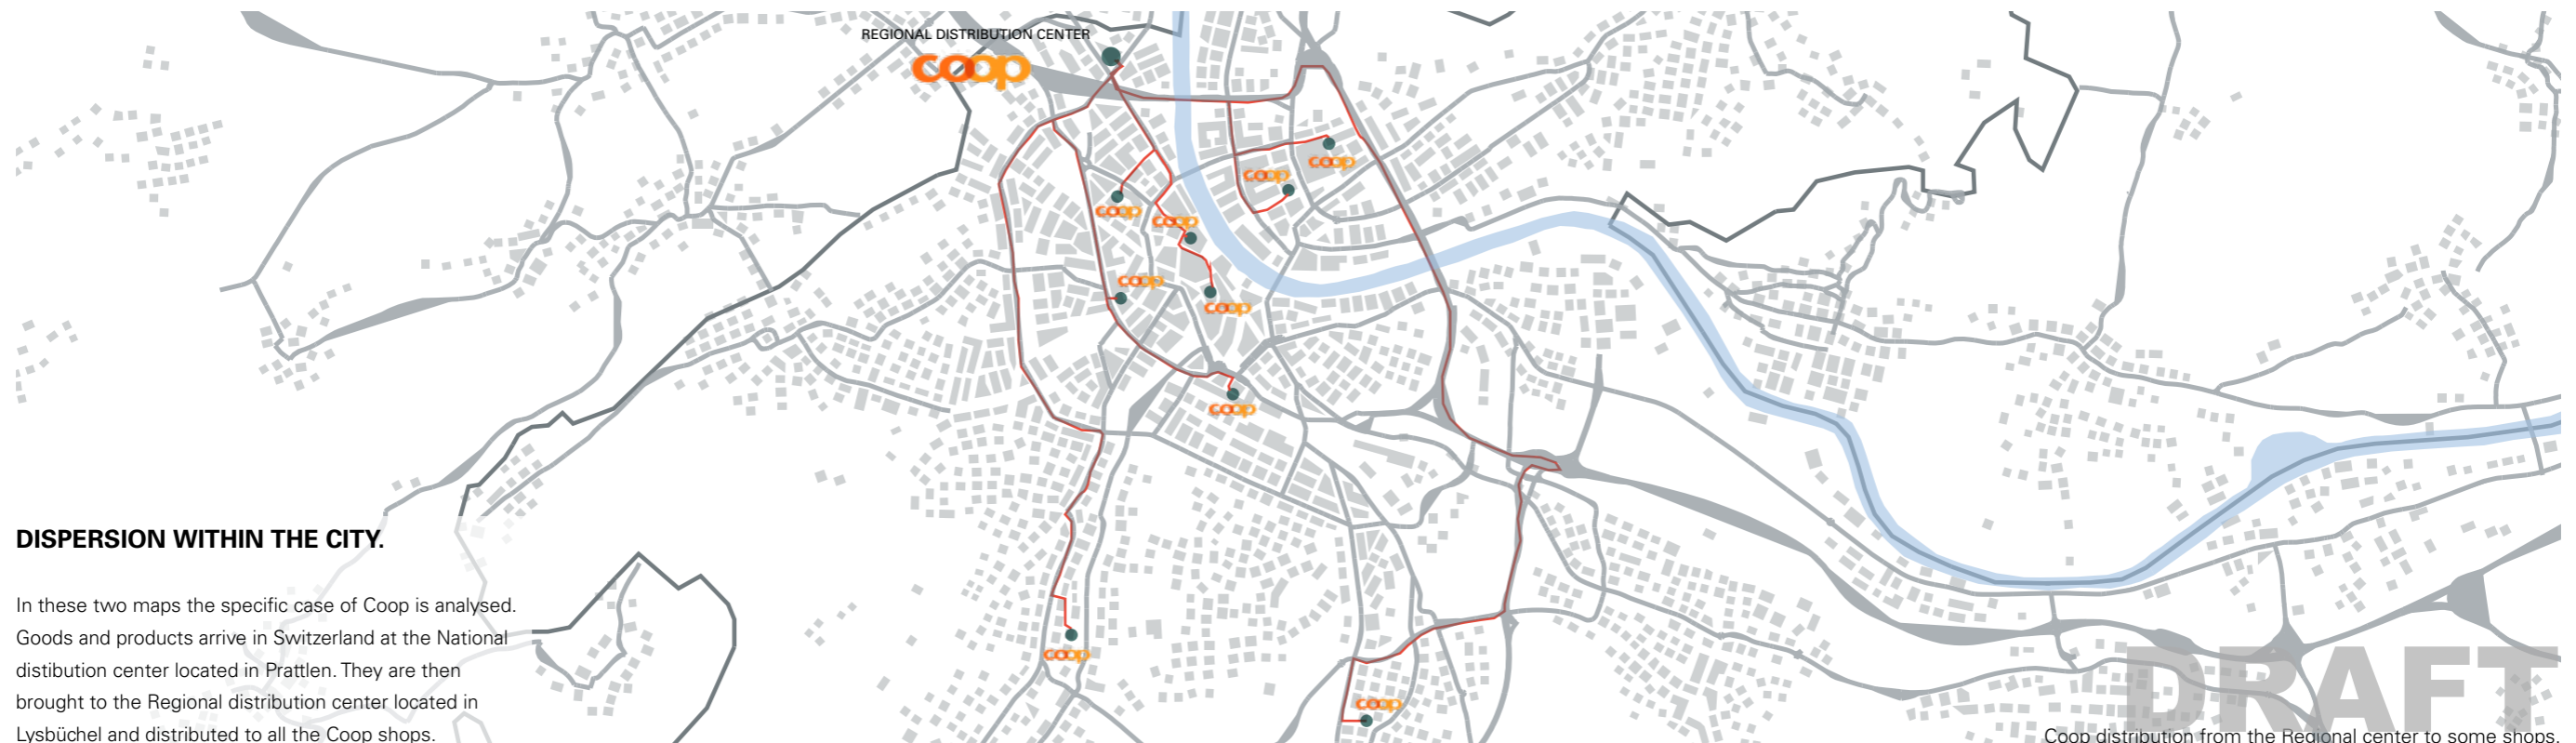 REGIONAL DISTRIBUTION CENTER
coop
coop
coop
coop
coop
coop
coop
coop
coop
coop
DISPERSION WITHIN THE CITY.
In these two maps the specific case of Coop is analysed.
Goods and products arrive in Switzerland at the National
distibution center located in Prattlen. They are then
brought to the Regional distribution center located in
Lysbüchel and distributed to all the Coop shops.
DRAFT
Coop distribution from the Regional center to some shops.